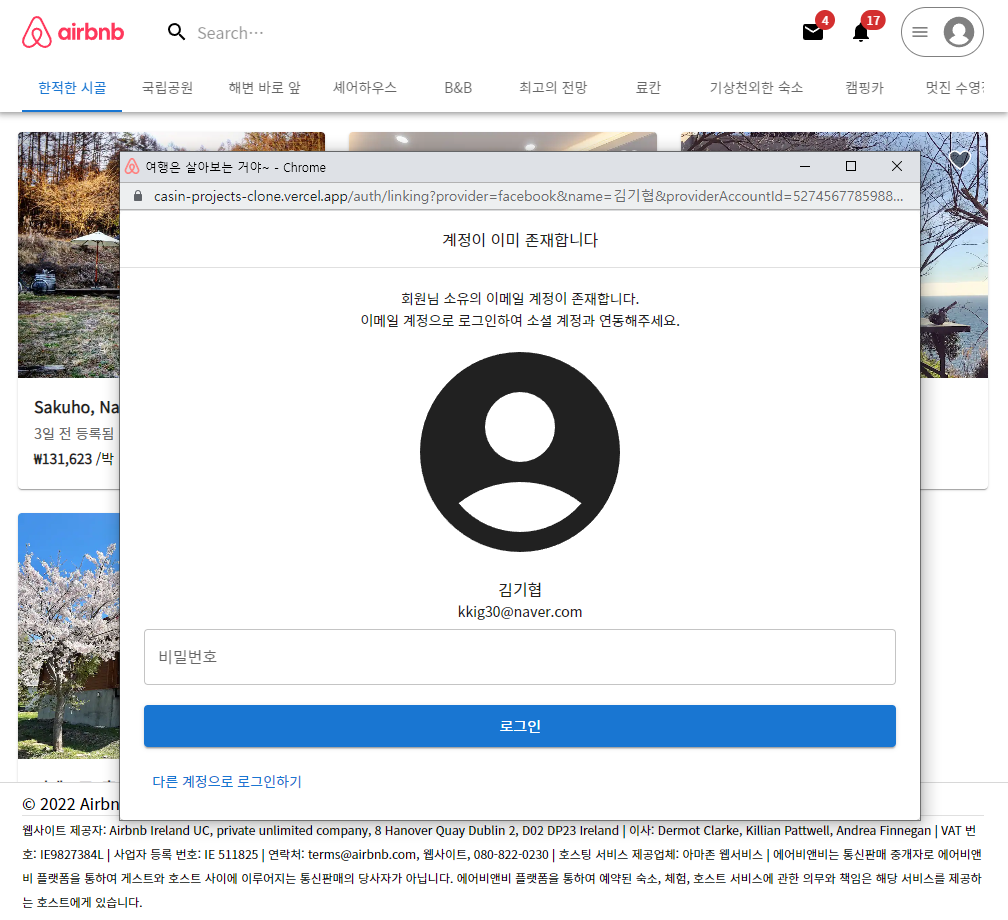 airbnb
Search…
4
17
한적한 시골
국립공원
해변 바로 앞
셰어하우스
B&B
최고의 전망
료칸
기상천외한 숙소
캠핑카
멋진 수영장
여행은 살아보는 거야~ - Chrome
casin-projects-clone.vercel.app/auth/linking?provider=facebook&name=김기협&providerAccountId=5274567785988...
계정이 이미 존재합니다
회원님 소유의 이메일 계정이 존재합니다.
이메일 계정으로 로그인하여 소셜 계정과 연동해주세요.
Sakuho, Na
3일 전 등록됨
₩131,623 /박
김기협
kkig30@naver.com
비밀번호
로그인
다른 계정으로 로그인하기
© 2022 Airbn
웹사이트 제공자: Airbnb Ireland UC, private unlimited company, 8 Hanover Quay Dublin 2, D02 DP23 Ireland | 이사: Dermot Clarke, Killian Pattwell, Andrea Finnegan | VAT 번
호: IE9827384L | 사업자 등록 번호: IE 511825 | 연락처: terms@airbnb.com, 웹사이트, 080-822-0230 | 호스팅 서비스 제공업체: 아마존 웹서비스 | 에어비앤비는 통신판매 중개자로 에어비앤
비 플랫폼을 통하여 게스트와 호스트 사이에 이루어지는 통신판매의 당사자가 아닙니다. 에어비앤비 플랫폼을 통하여 예약된 숙소, 체험, 호스트 서비스에 관한 의무와 책임은 해당 서비스를 제공하
는 호스트에게 있습니다.